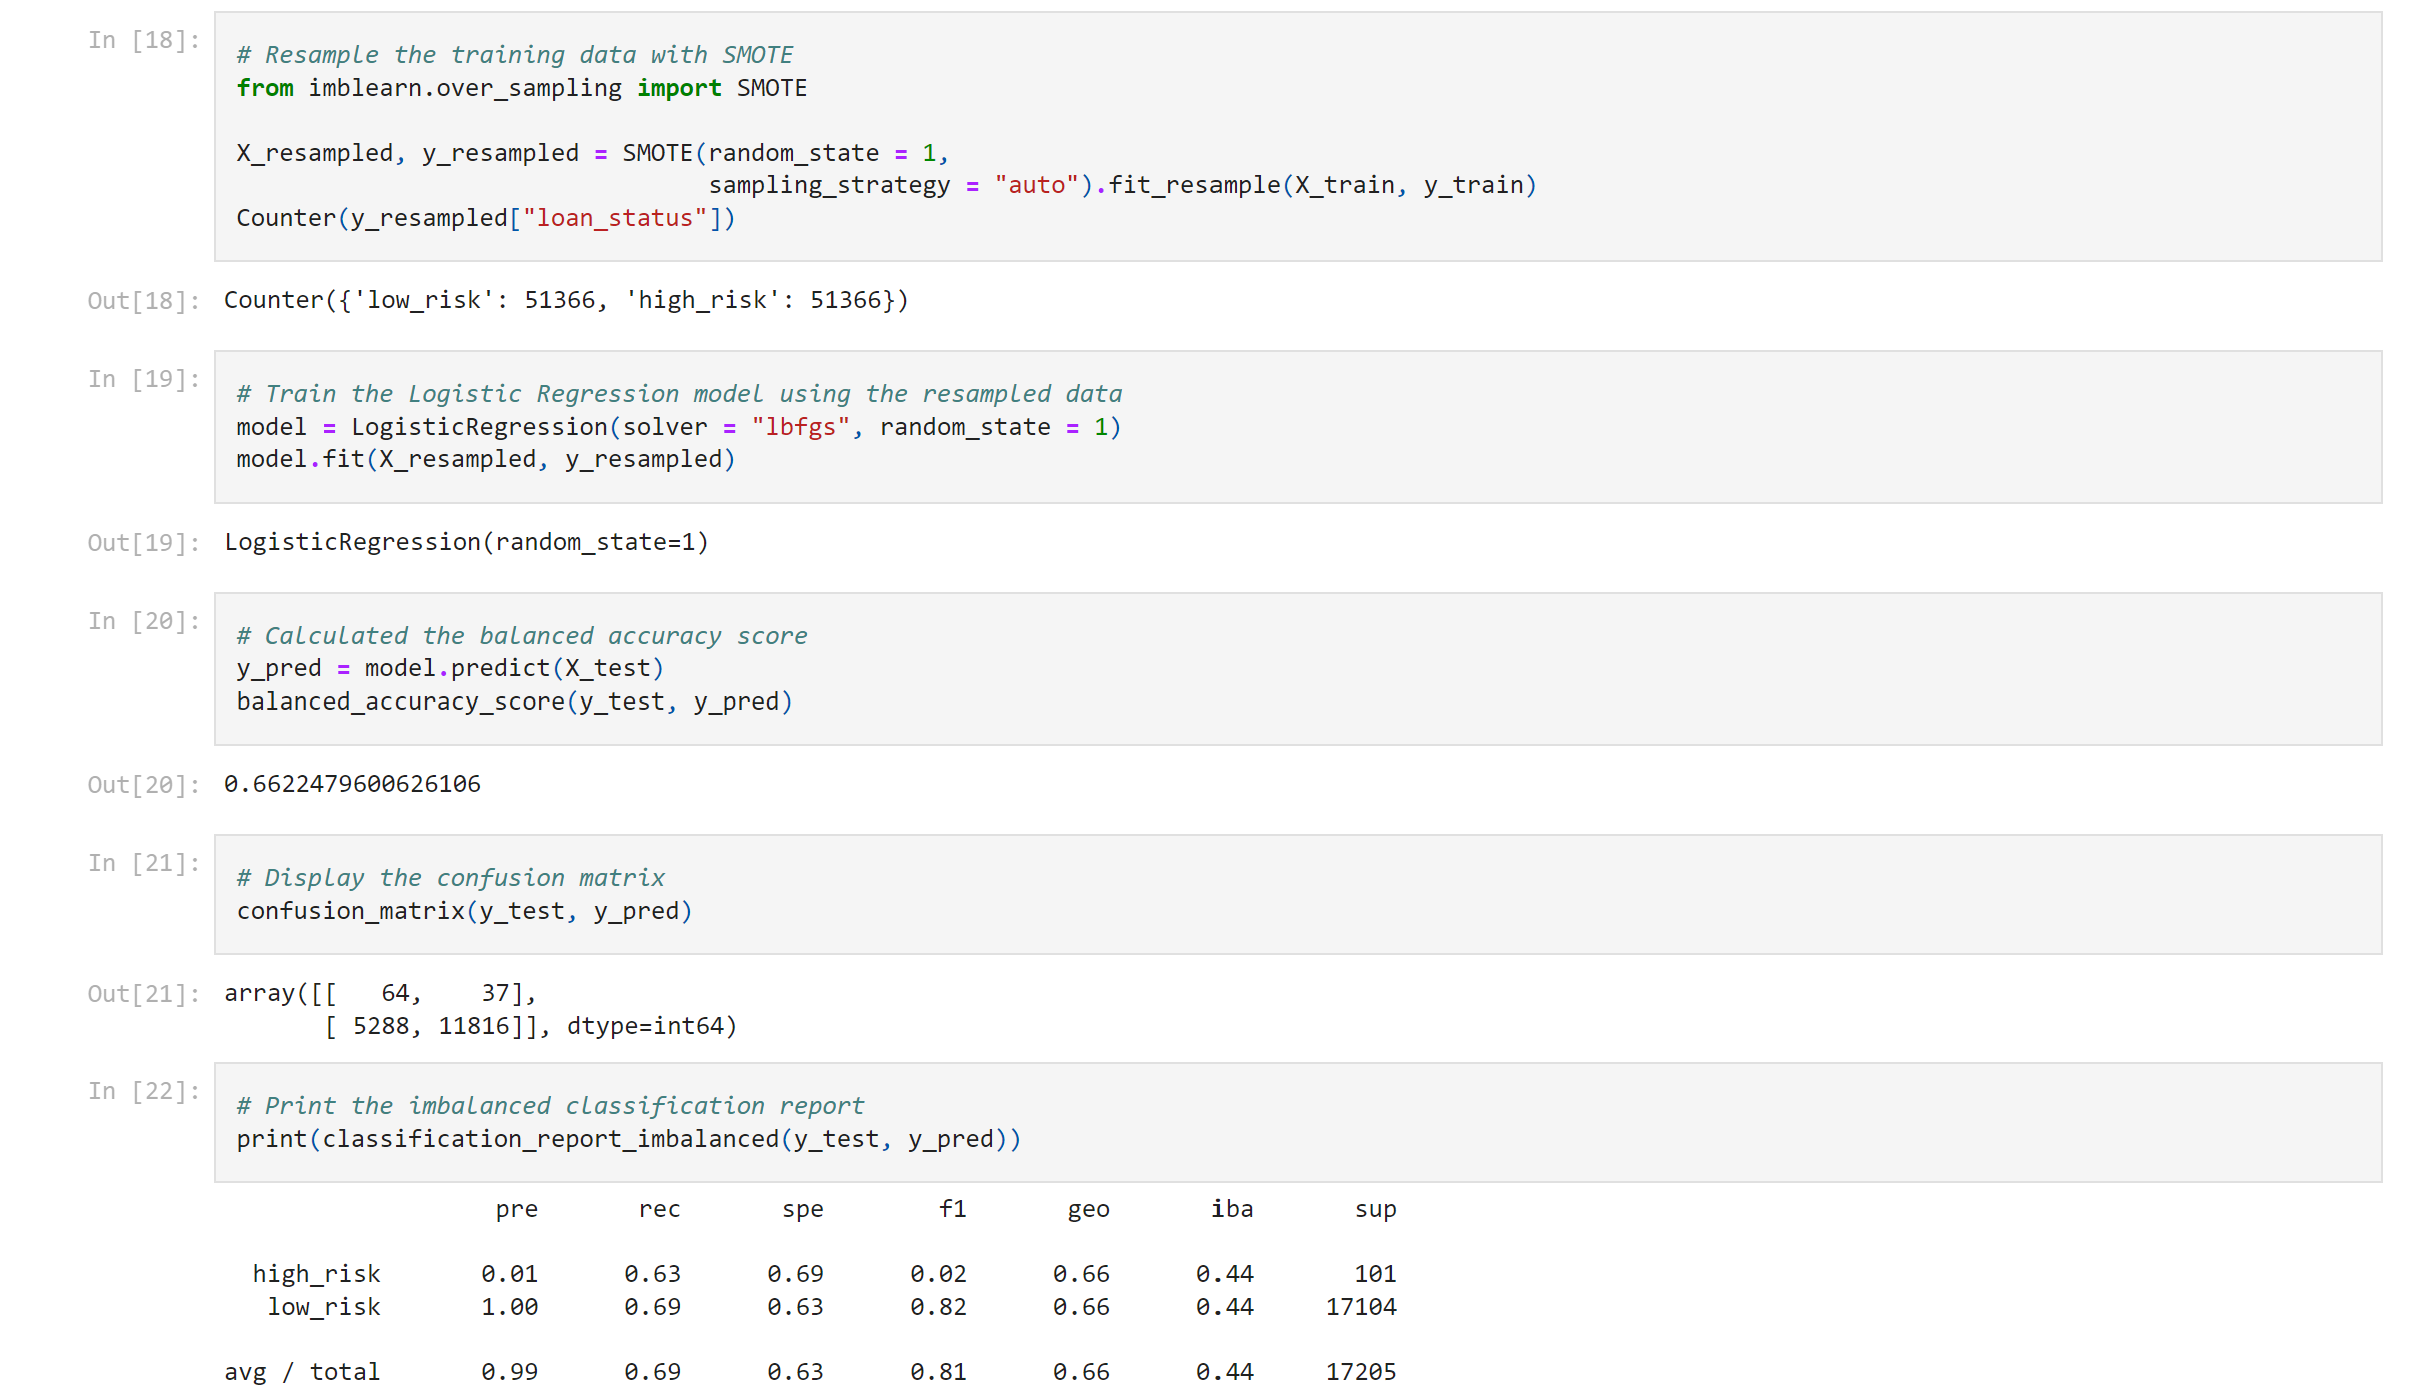 In [18]:
# Resample the training data with SMOTE
from imblearn.over_sampling import SMOTE
X_resampled, y_resampled = SMOTE(random_state = 1,
                                 sampling_strategy = "auto").fit_resample(X_train, y_train)
Counter(y_resampled["loan_status"])
Out[18]: Counter({'low_risk': 51366, 'high_risk': 51366})
In [19]:
# Train the Logistic Regression model using the resampled data
model = LogisticRegression(solver = "lbfgs", random_state = 1)
model.fit(X_resampled, y_resampled)
Out[19]: LogisticRegression(random_state=1)
In [20]:
# Calculated the balanced accuracy score
y_pred = model.predict(X_test)
balanced_accuracy_score(y_test, y_pred)
Out[20]: 0.6622479600626106
In [21]:
# Display the confusion matrix
confusion_matrix(y_test, y_pred)
Out[21]: array([[   64,    37],
       [ 5288, 11816]], dtype=int64)
In [22]:
# Print the imbalanced classification report
print(classification_report_imbalanced(y_test, y_pred))
                   pre       rec       spe        f1       geo       iba       sup
  high_risk       0.01      0.63      0.69      0.02      0.66      0.44       101
   low_risk       1.00      0.69      0.63      0.82      0.66      0.44     17104
avg / total       0.99      0.69      0.63      0.81      0.66      0.44     17205